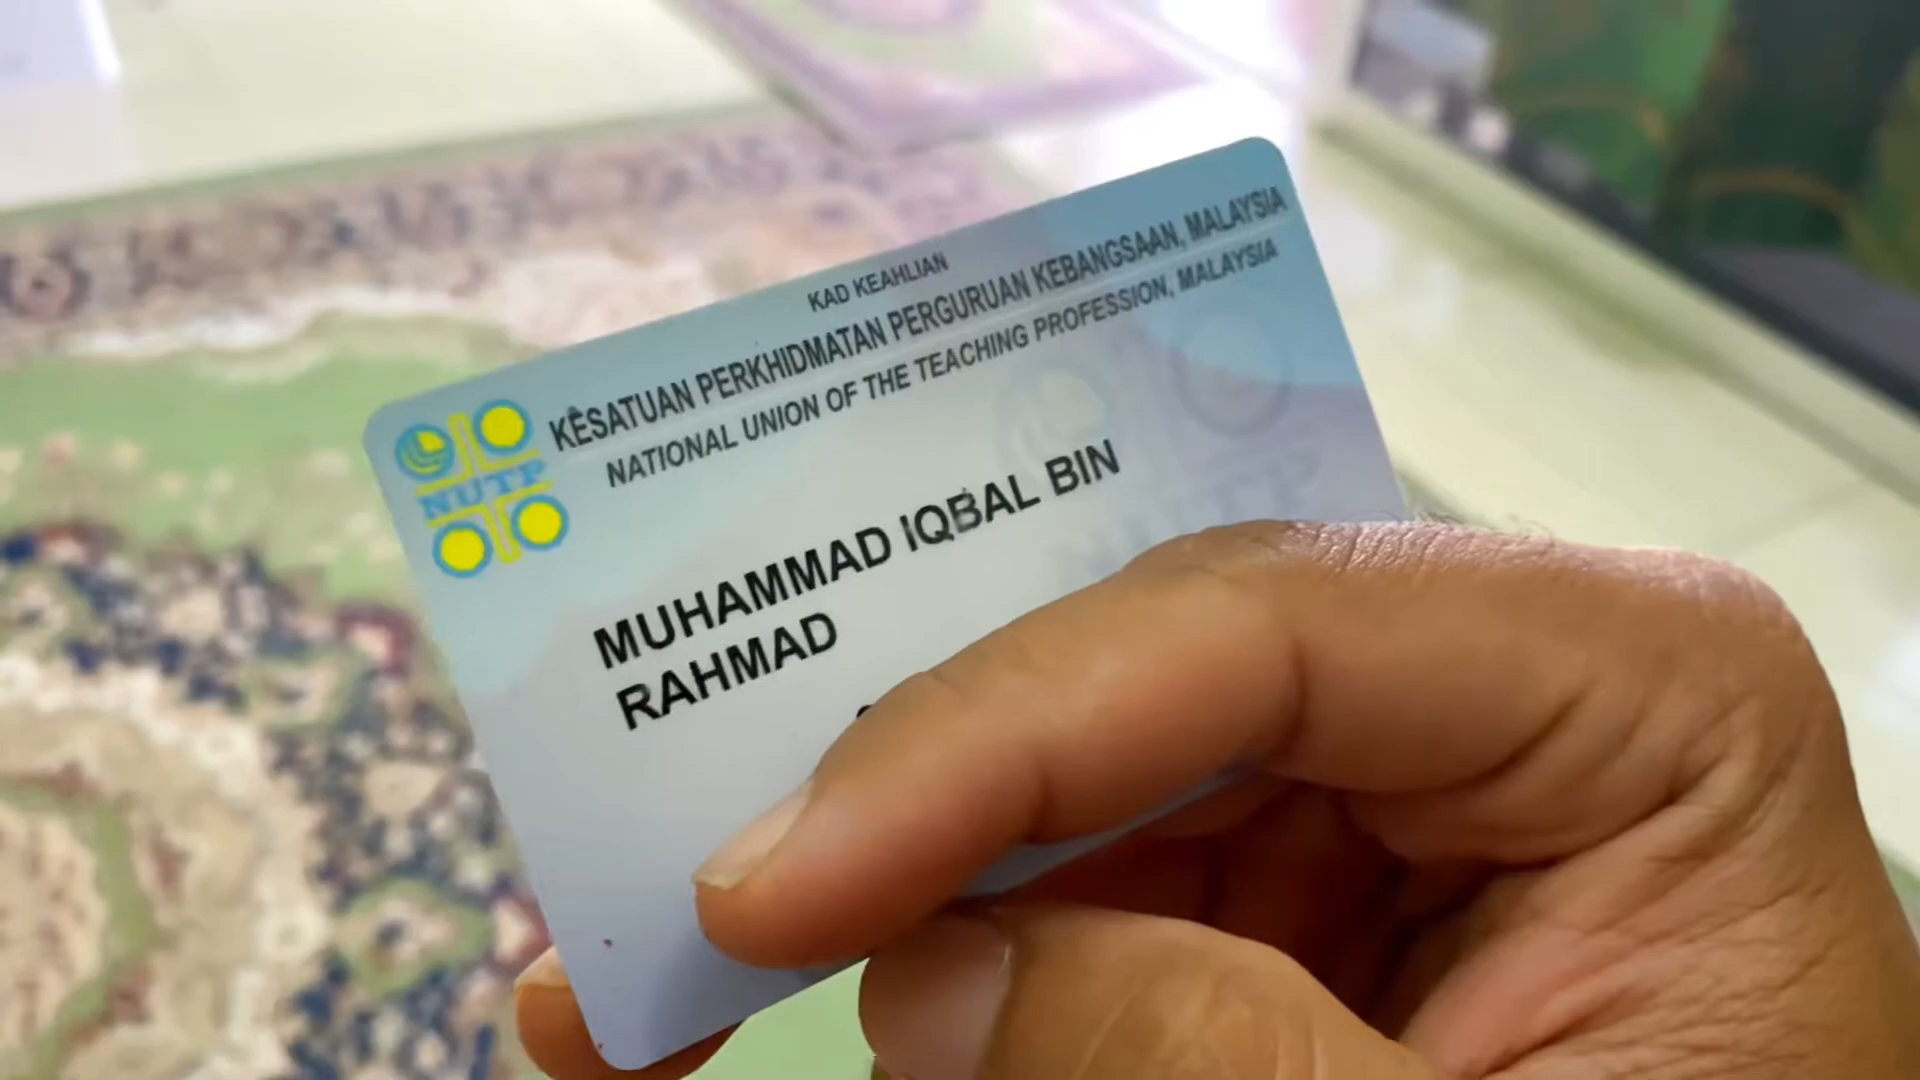 KAD KEAHLIAN
KESATUAN PERKHIDMATAN PERGURUAN KEBANGSAAN, MALAYSIA
NATIONAL UNION OF THE TEACHING PROFESSION, MALAYSIA
NUTP
MUHAMMAD IQBAL BIN
RAHMAD